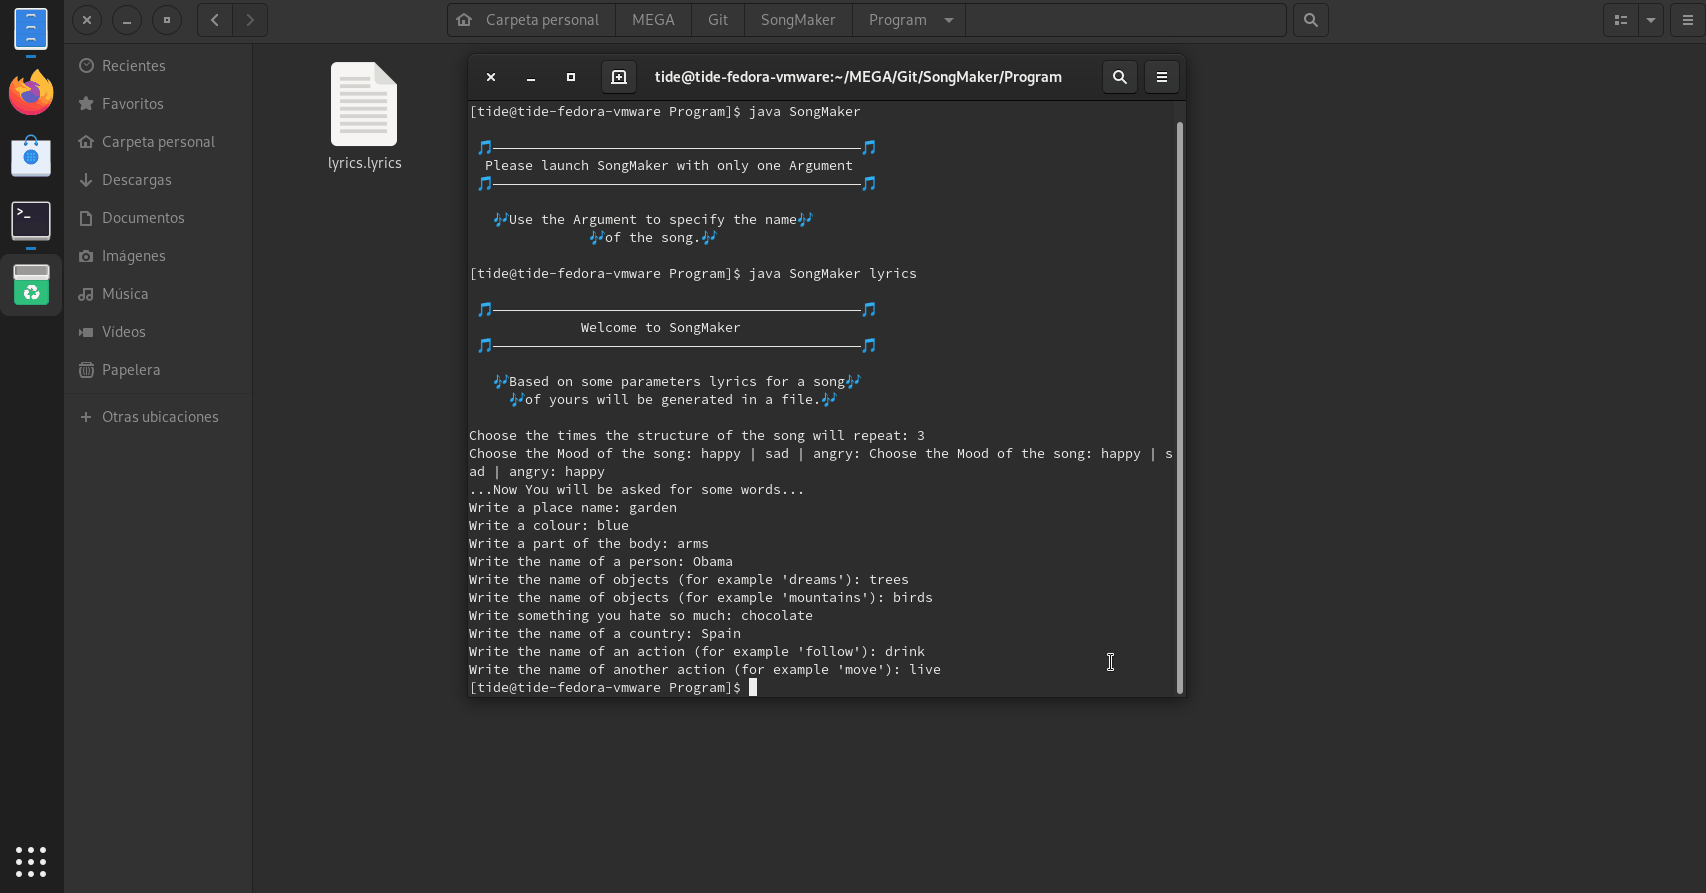 Carpeta personal
MEGA
Git
SongMaker
Program
Recientes
Favoritos
Carpeta personal
Descargas
Documentos
Imágenes
Música
Vídeos
Papelera
Otras ubicaciones
lyrics.lyrics
>_
tide@tide-fedora-vmware:~/MEGA/Git/SongMaker/Program
[tide@tide-fedora-vmware Program]$ java SongMaker
🎵──────────────────────────────────────────────🎵
Please launch SongMaker with only one Argument
🎵──────────────────────────────────────────────🎵
🎶Use the Argument to specify the name🎶
🎶of the song.🎶
[tide@tide-fedora-vmware Program]$ java SongMaker lyrics
🎵──────────────────────────────────────────────🎵
Welcome to SongMaker
🎵──────────────────────────────────────────────🎵
🎶Based on some parameters lyrics for a song🎶
🎶of yours will be generated in a file.🎶
Choose the times the structure of the song will repeat: 3
Choose the Mood of the song: happy | sad | angry: Choose the Mood of the song: happy | s
ad | angry: happy
...Now You will be asked for some words...
Write a place name: garden
Write a colour: blue
Write a part of the body: arms
Write the name of a person: Obama
Write the name of objects (for example 'dreams'): trees
Write the name of objects (for example 'mountains'): birds
Write something you hate so much: chocolate
Write the name of a country: Spain
Write the name of an action (for example 'follow'): drink
Write the name of another action (for example 'move'): live
[tide@tide-fedora-vmware Program]$